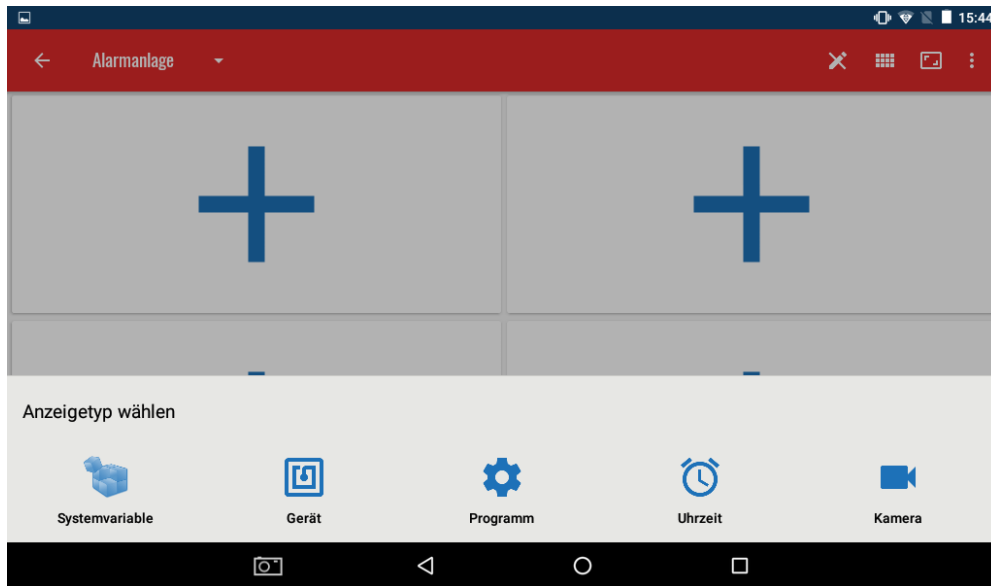 15:44
Alarmanlage
Anzeigetyp wählen
Systemvariable
Gerät
Programm
Uhrzeit
Kamera